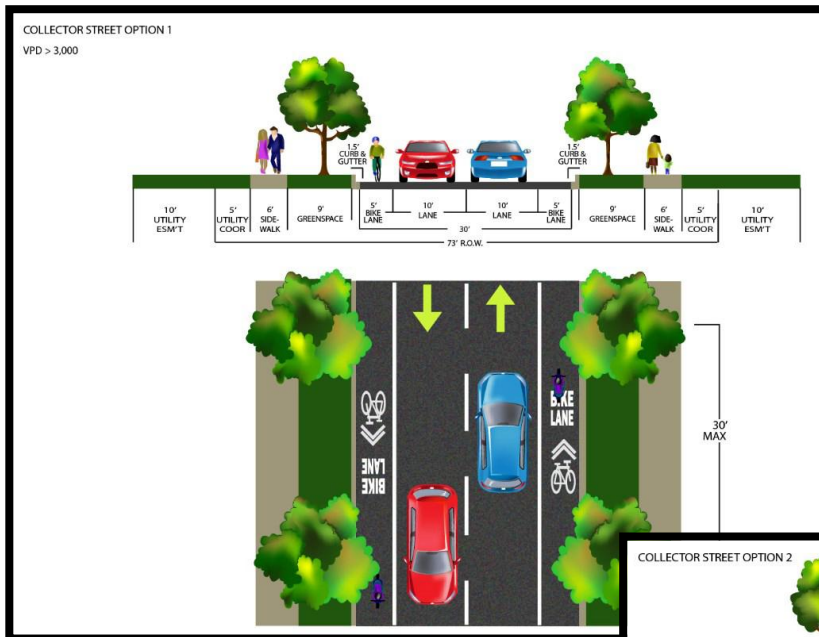 COLLECTOR STREET OPTION 1
VPD > 3,000
1.5'
CURB &
GUTTER
1.5'
CURB &
GUTTER
10'
UTILITY
ESM'T
5'
UTILITY
COOR
6'
SIDE-
WALK
9'
GREENSPACE
5'
BIKE
LANE
10'
LANE
10'
LANE
5'
BIKE
LANE
9'
GREENSPACE
6'
SIDE-
WALK
5'
UTILITY
COOR
10'
UTILITY
ESM'T
30'
73' R.O.W.
BIKE
LANE
BIKE
LANE
30'
MAX
COLLECTOR STREET OPTION 2